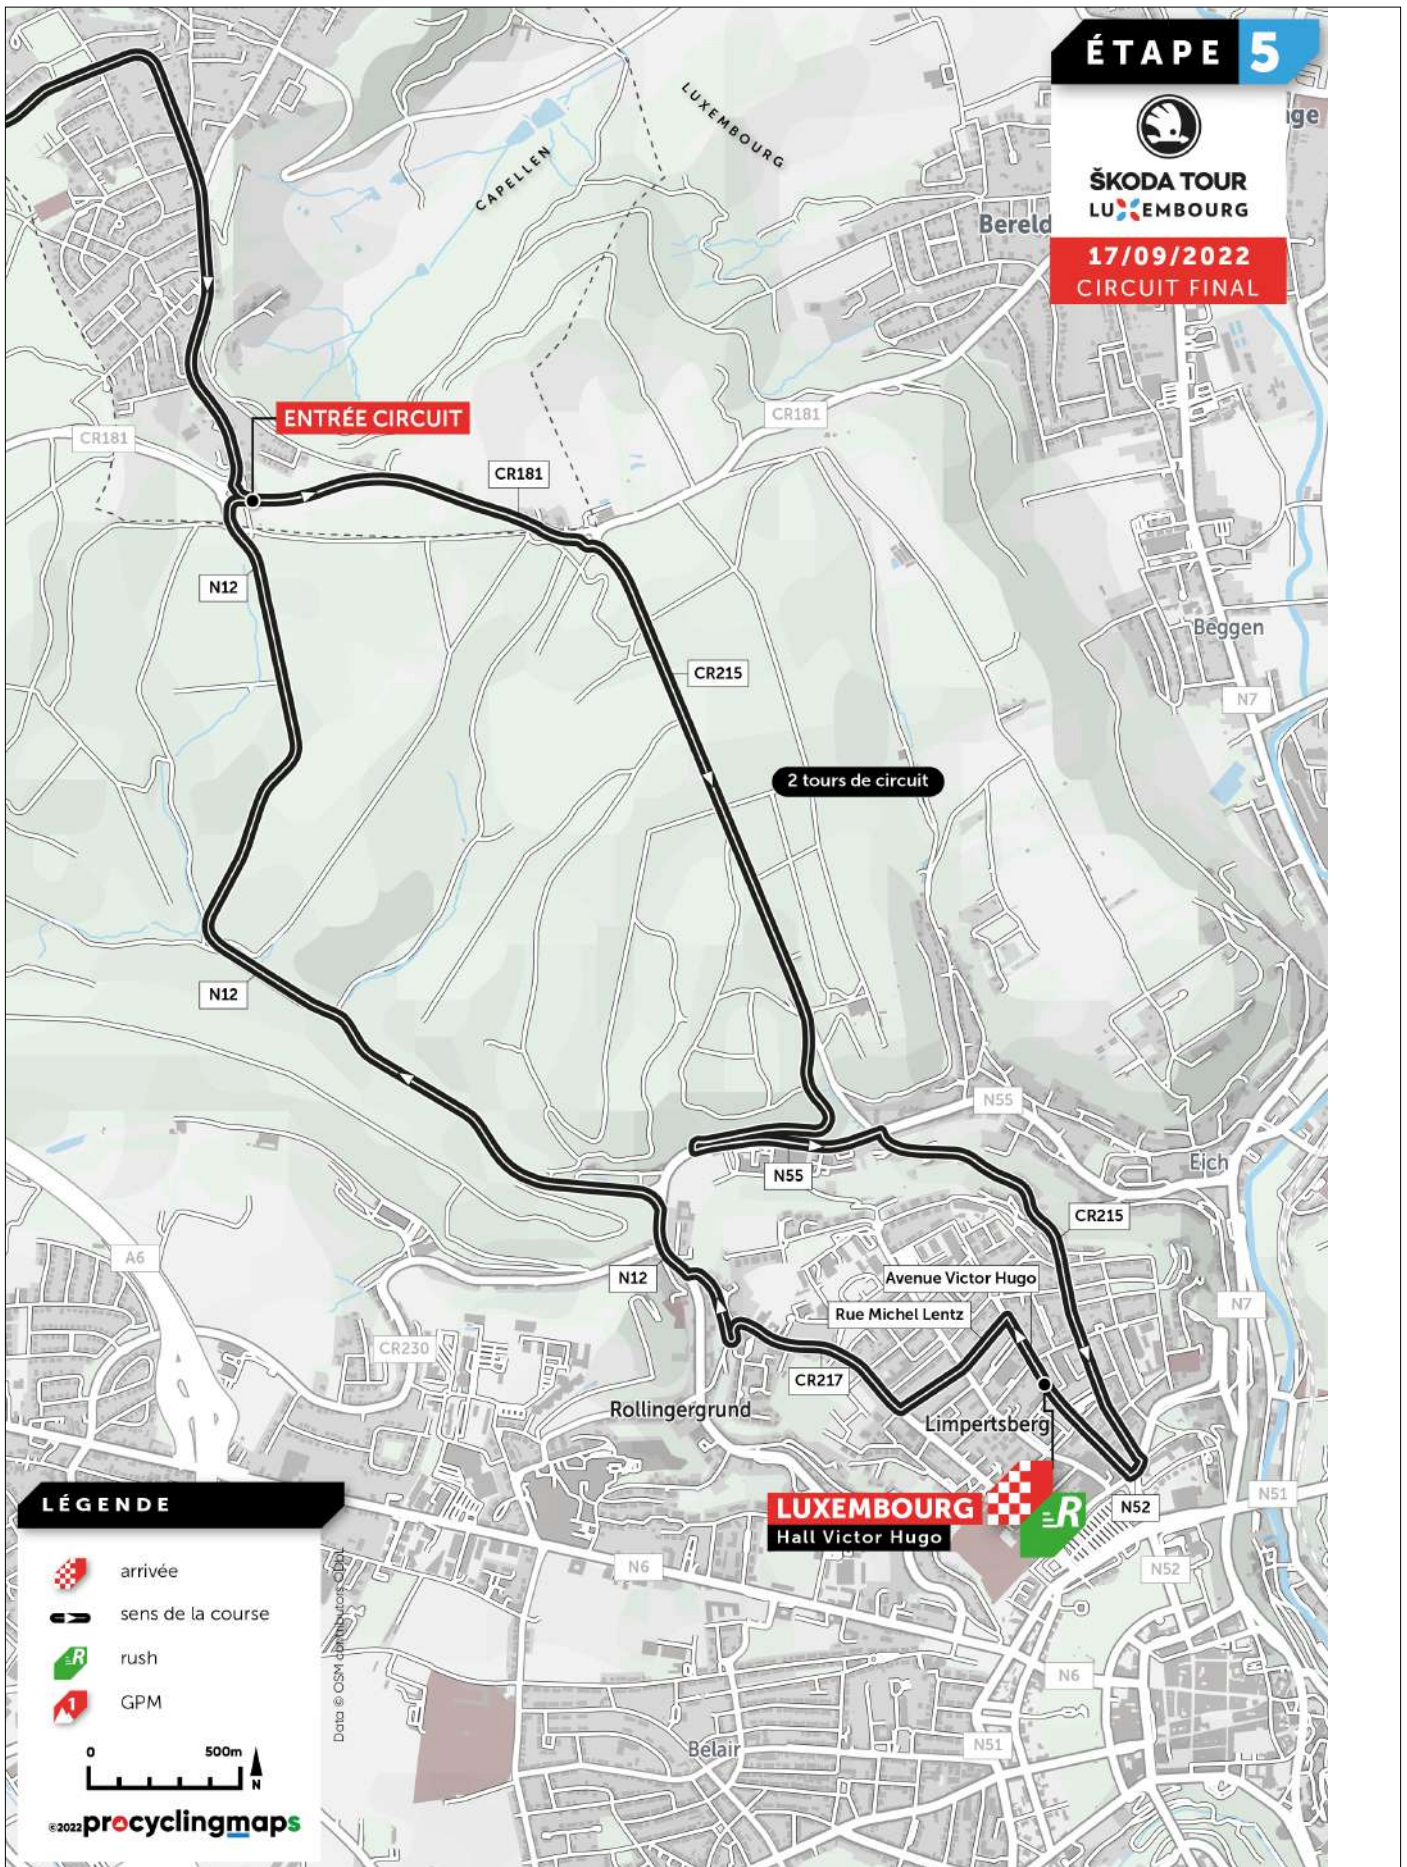 ÉTAPE 5
ŠKODA TOUR
LUXEMBOURG
17/09/2022
CIRCUIT FINAL
LUXEMBOURG
CAPELLEN
ENTRÉE CIRCUIT
CR181
CR181
CR181
N12
CR215
Beggen
N7
2 tours de circuit
N12
N55
Eich
N55
CR215
A6
N12
Avenue Victor Hugo
Rue Michel Lentz
N7
CR230
CR217
Rollingergrund
Limpertsberg
LUXEMBOURG
Hall Victor Hugo
R
N52
N51
N6
N52
N6
N51
Belair
LÉGENDE
arrivée
sens de la course
R rush
1 GPM
0 500m
N
©2022 procyclingmaps
Data © OSM contributors ODbL